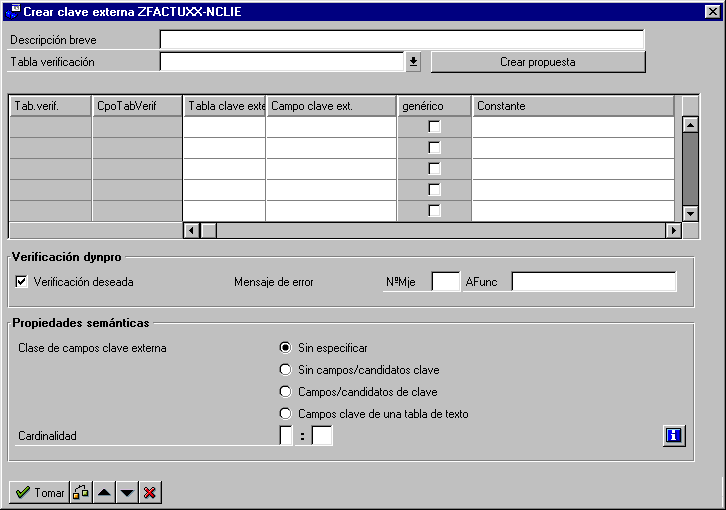 Crear clave externa ZFACTUXX-NCLIE
Descripción breve
Tabla verificación
Crear propuesta
Tab.verif. CpoTabVerif Tabla clave exte Campo clave ext. genérico Constante
Verificación dynpro
Verificación deseada Mensaje de error NºMje AFunc
Propiedades semánticas
Clase de campos clave externa Sin especificar
Sin campos/candidatos clave
Campos/candidatos de clave
Campos clave de una tabla de texto
Cardinalidad :
Tomar